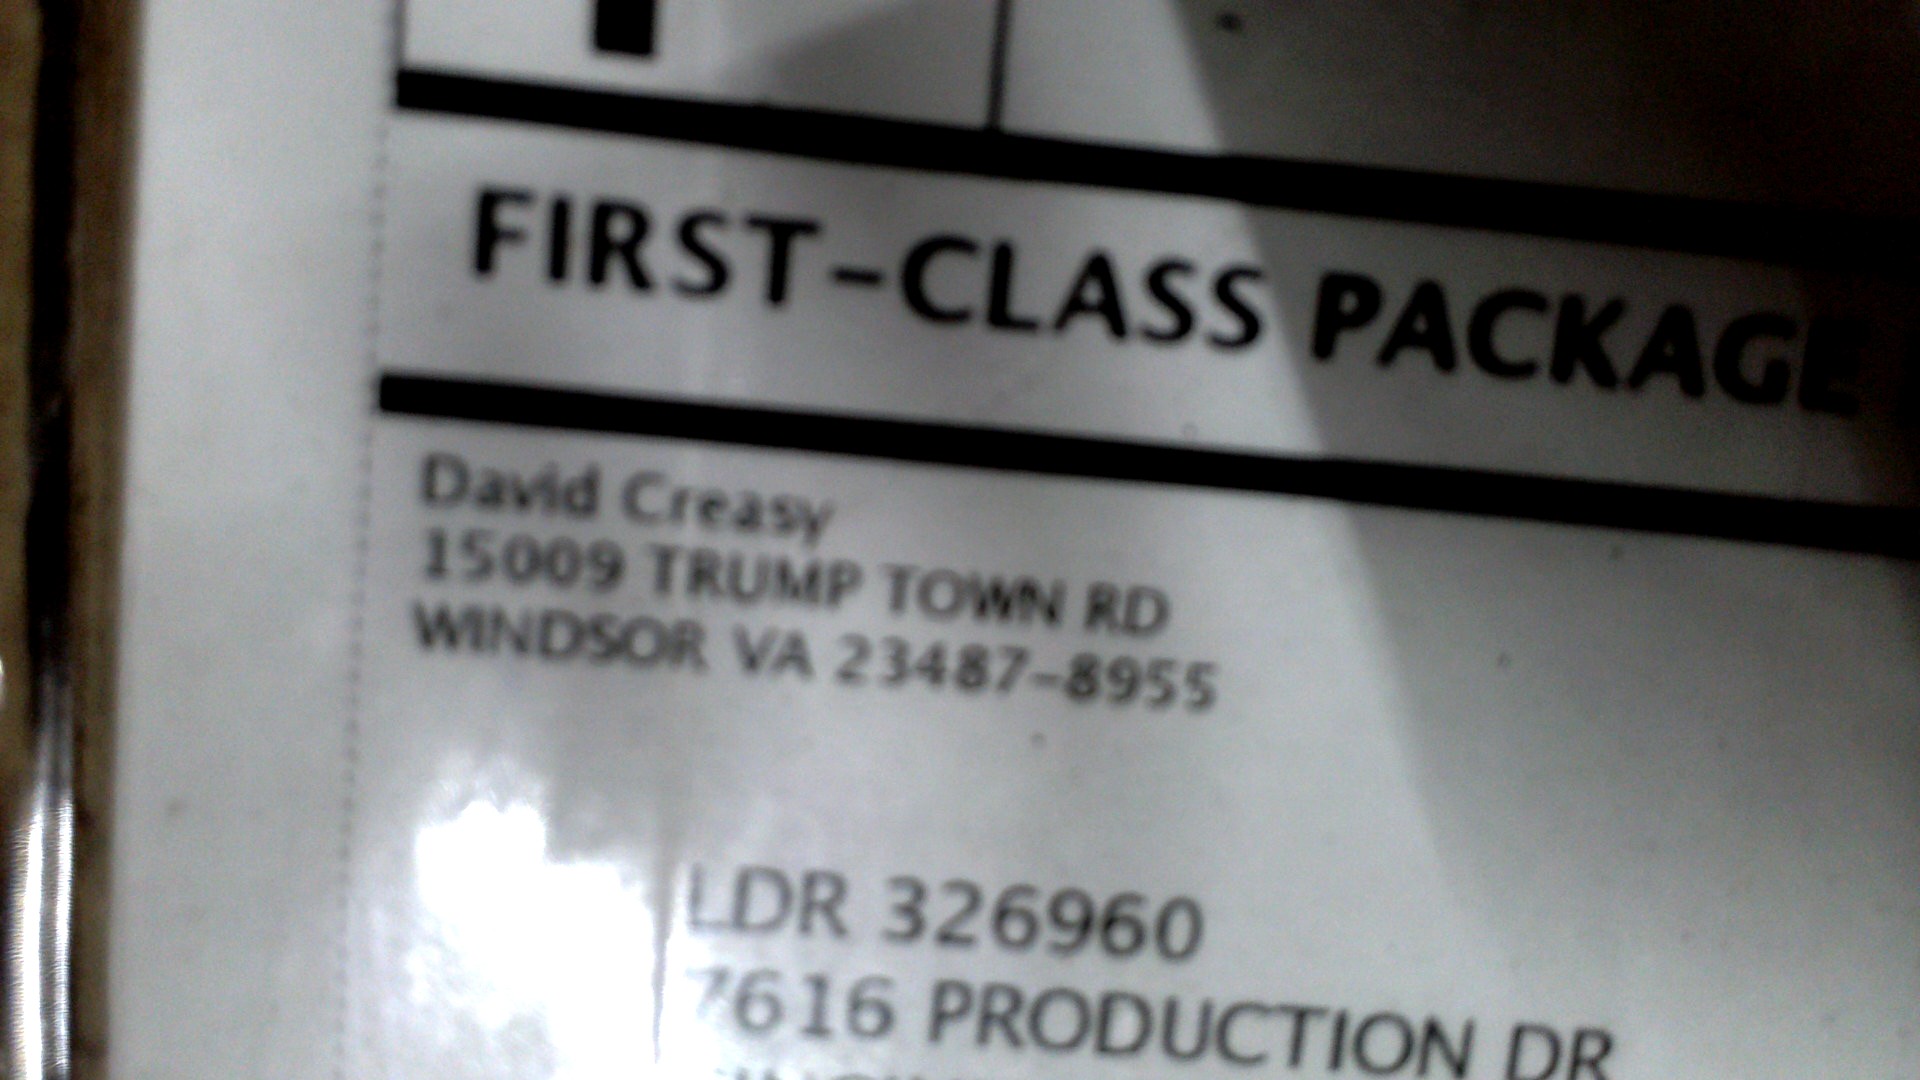 FIRST-CLASS PACKAGE
David Creasy
15009 TRUMP TOWN RD
WINDSOR VA 23487-8955
LDR 326960
7616 PRODUCTION DR